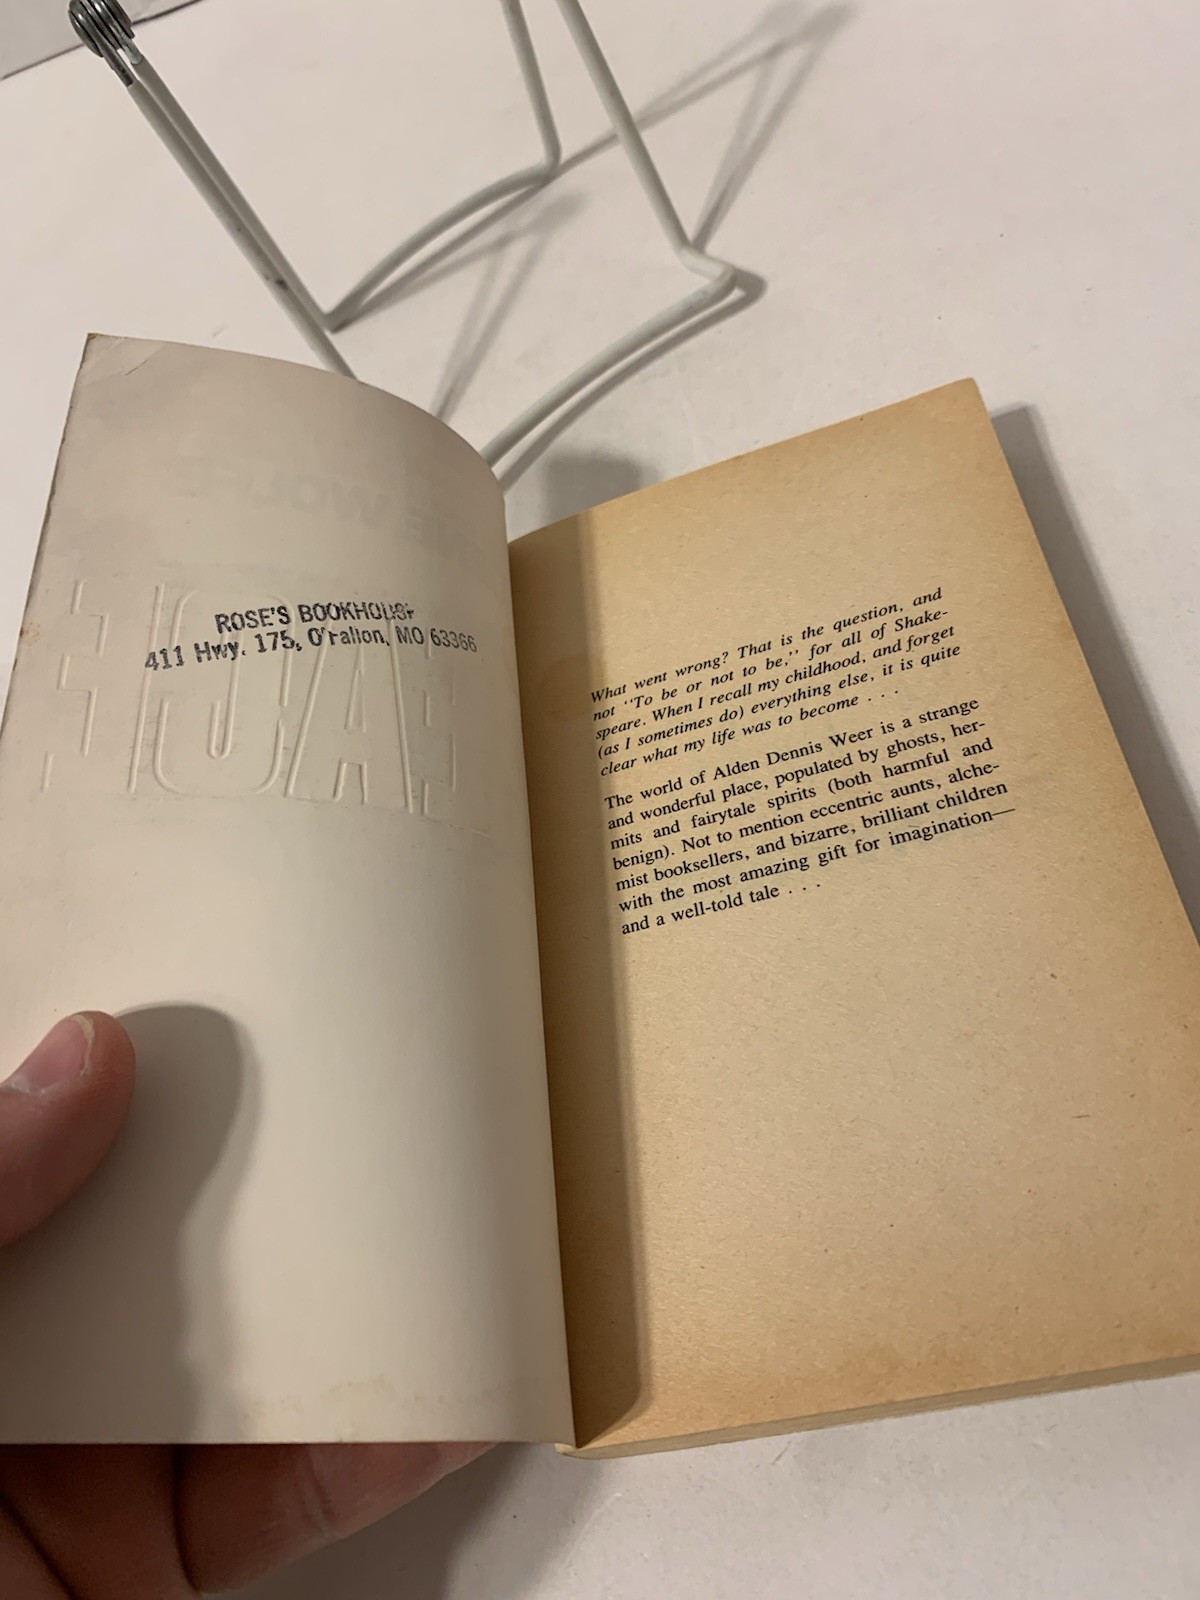 ROSE'S BOOKHOUSE
411 Hwy. 175, O'fallon, MO 63366
What went wrong? That is the question, and
not "To be or not to be," for all of Shake-
speare. When I recall my childhood, and forget
(as I sometimes do) everything else, it is quite
clear what my life was to become . . .
The world of Alden Dennis Weer is a strange
and wonderful place, populated by ghosts, her-
mits and fairytale spirits (both harmful and
benign). Not to mention eccentric aunts, alche-
mist booksellers, and bizarre, brilliant children
with the most amazing gift for imagination—
and a well-told tale . . .